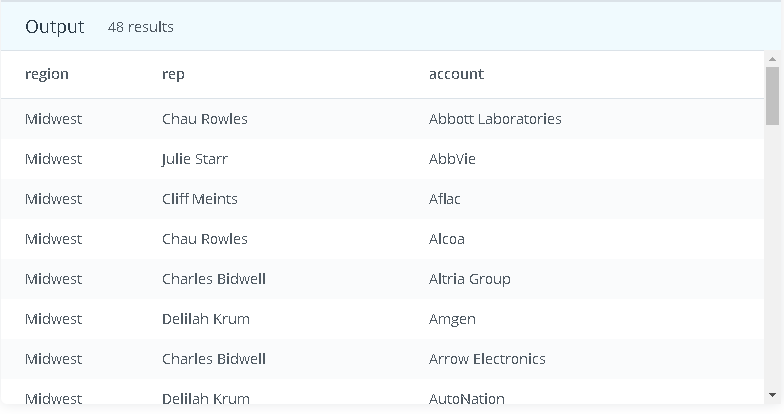 Output 48 results
region rep account
Midwest Chau Rowles Abbott Laboratories
Midwest Julie Starr AbbVie
Midwest Cliff Meints Aflac
Midwest Chau Rowles Alcoa
Midwest Charles Bidwell Altria Group
Midwest Delilah Krum Amgen
Midwest Charles Bidwell Arrow Electronics
Midwest Delilah Krum AutoNation